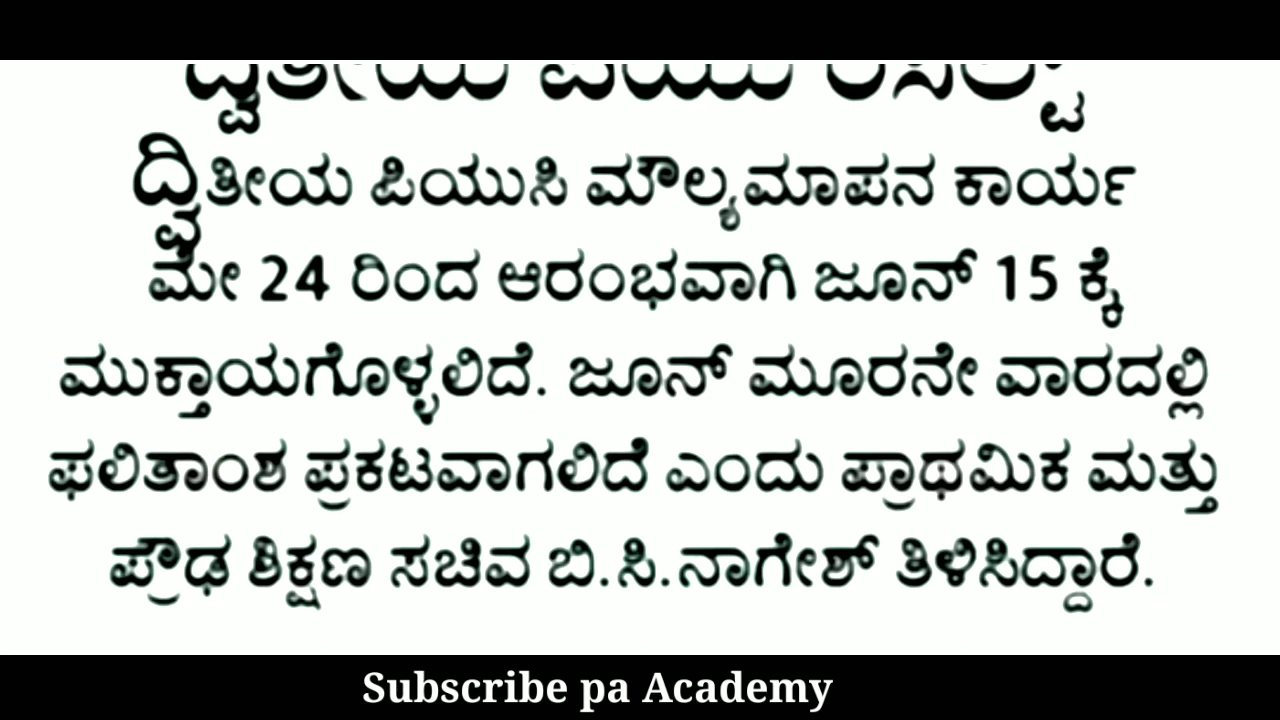 ದ್ವಿತೀಯ ಪಿಯು ರಿಸಲ್ಟ್
ದ್ವಿತೀಯ ಪಿಯುಸಿ ಮೌಲ್ಯಮಾಪನ ಕಾರ್ಯ
ಮೇ 24 ರಿಂದ ಆರಂಭವಾಗಿ ಜೂನ್ 15 ಕ್ಕೆ
ಮುಕ್ತಾಯಗೊಳ್ಳಲಿದೆ. ಜೂನ್ ಮೂರನೇ ವಾರದಲ್ಲಿ
ಫಲಿತಾಂಶ ಪ್ರಕಟವಾಗಲಿದೆ ಎಂದು ಪ್ರಾಥಮಿಕ ಮತ್ತು
ಪ್ರೌಢ ಶಿಕ್ಷಣ ಸಚಿವ ಬಿ.ಸಿ.ನಾಗೇಶ್ ತಿಳಿಸಿದ್ದಾರೆ.
Subscribe pa Academy